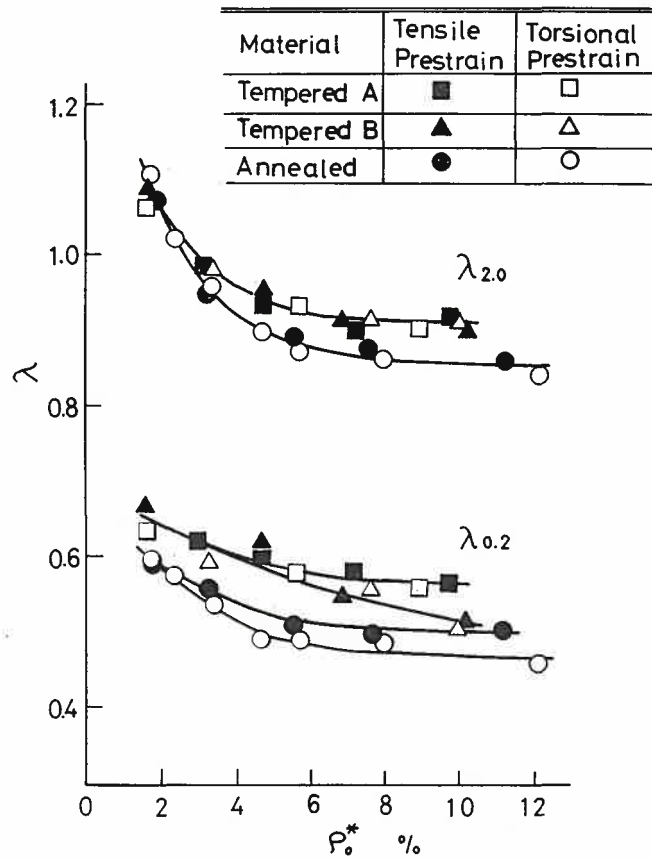 Material Tensile Prestrain Torsional Prestrain
Tempered A
Tempered B
Annealed
1.2
1.0
λ2.0
λ
0.8
λ0.2
0.6
0.4
0 2 4 6 8 10 12
ρ₀* %